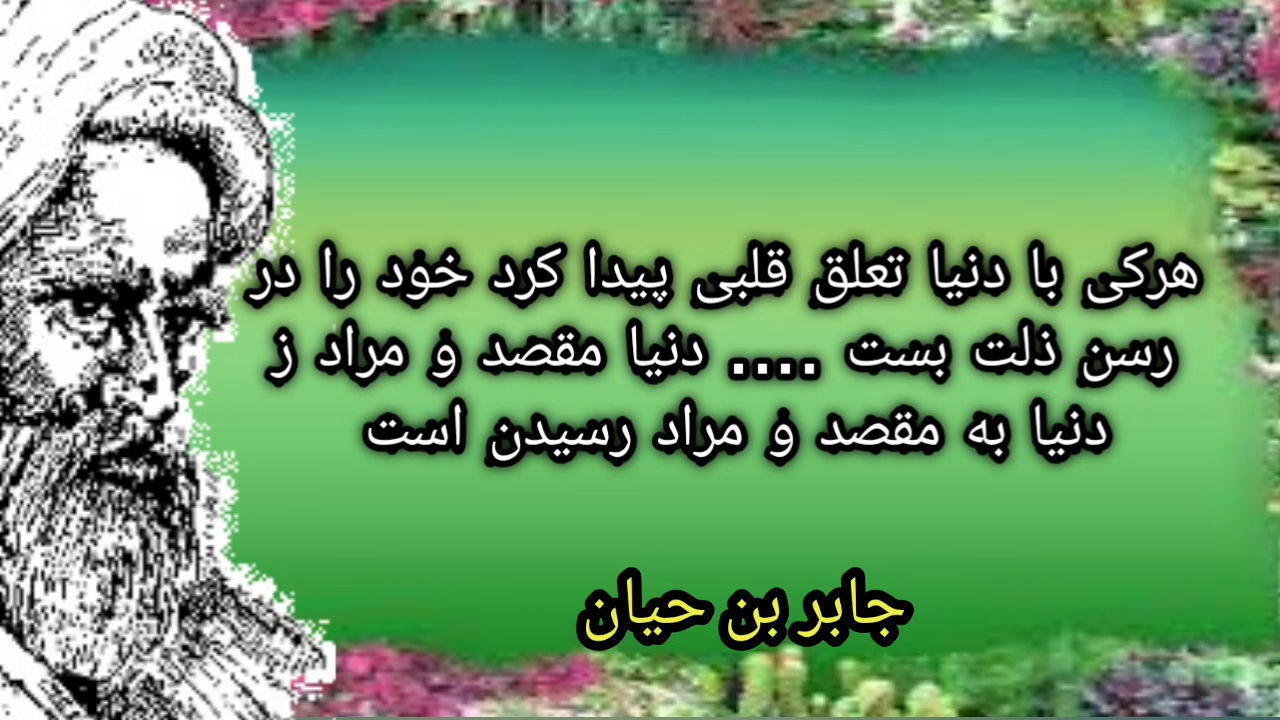 هرکی با دنیا تعلق قلبی پیدا کرد خود را در
رسن ذلت بست .... دنیا مقصد و مراد ز
دنیا به مقصد و مراد رسیدن است
جابر بن حیان